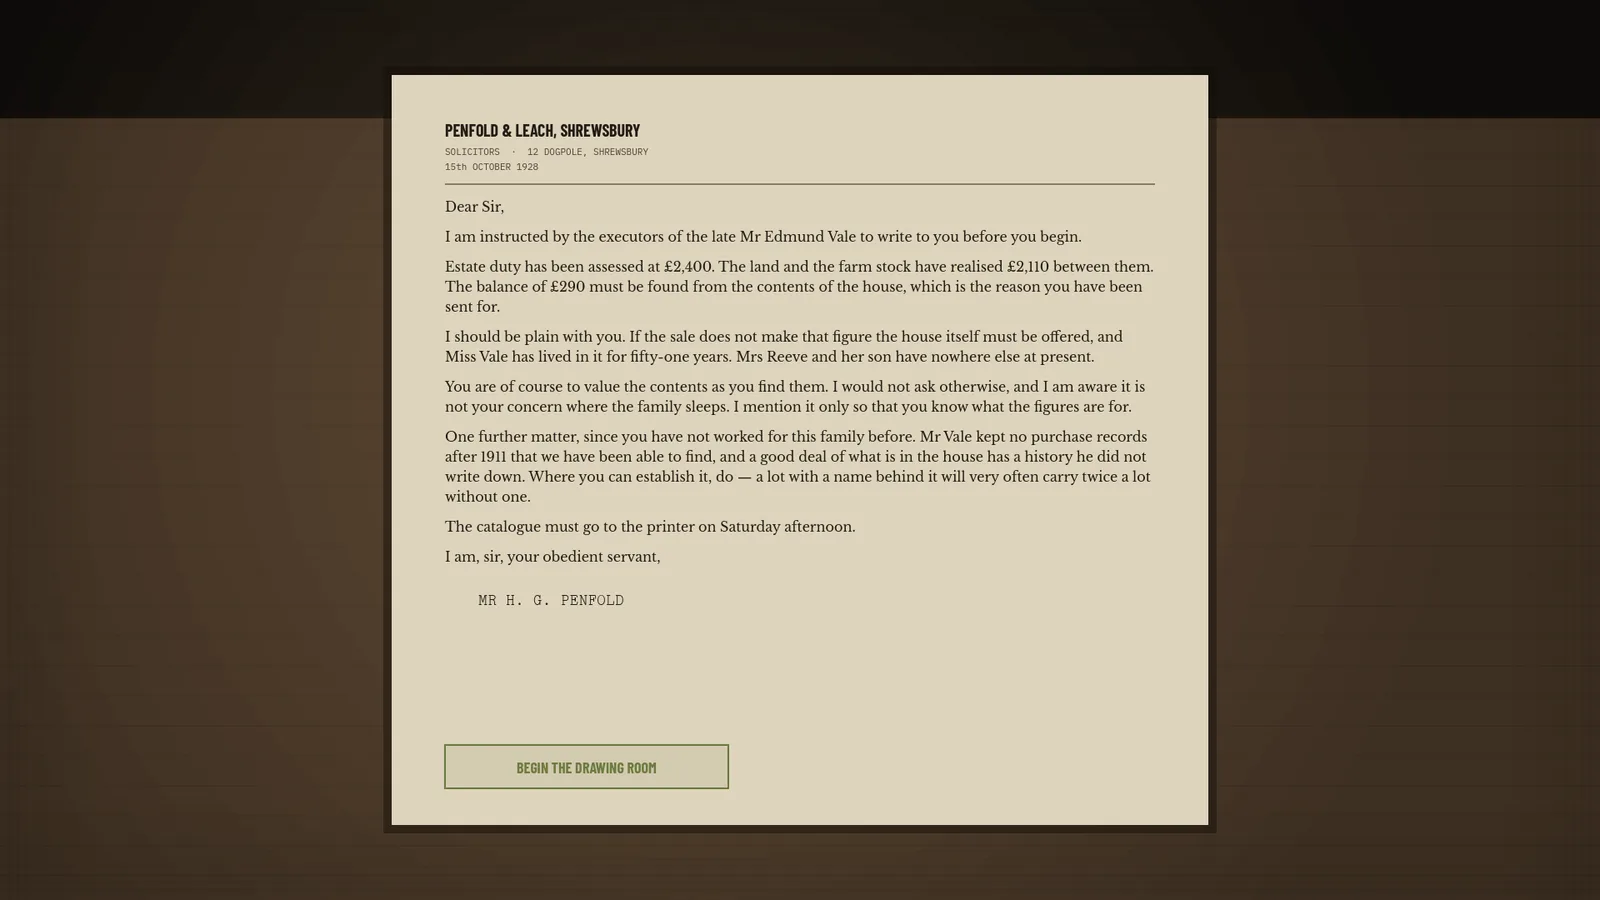 PENFOLD & LEACH, SHREWSBURY
SOLICITORS · 12 DOGPOLE, SHREWSBURY
15th OCTOBER 1928
Dear Sir,
I am instructed by the executors of the late Mr Edmund Vale to write to you before you begin.
Estate duty has been assessed at £2,400. The land and the farm stock have realised £2,110 between them.
The balance of £290 must be found from the contents of the house, which is the reason you have been
sent for.
I should be plain with you. If the sale does not make that figure the house itself must be offered, and
Miss Vale has lived in it for fifty-one years. Mrs Reeve and her son have nowhere else at present.
You are of course to value the contents as you find them. I would not ask otherwise, and I am aware it is
not your concern where the family sleeps. I mention it only so that you know what the figures are for.
One further matter, since you have not worked for this family before. Mr Vale kept no purchase records
after 1911 that we have been able to find, and a good deal of what is in the house has a history he did not
write down. Where you can establish it, do — a lot with a name behind it will very often carry twice a lot
without one.
The catalogue must go to the printer on Saturday afternoon.
I am, sir, your obedient servant,
MR H. G. PENFOLD
BEGIN THE DRAWING ROOM